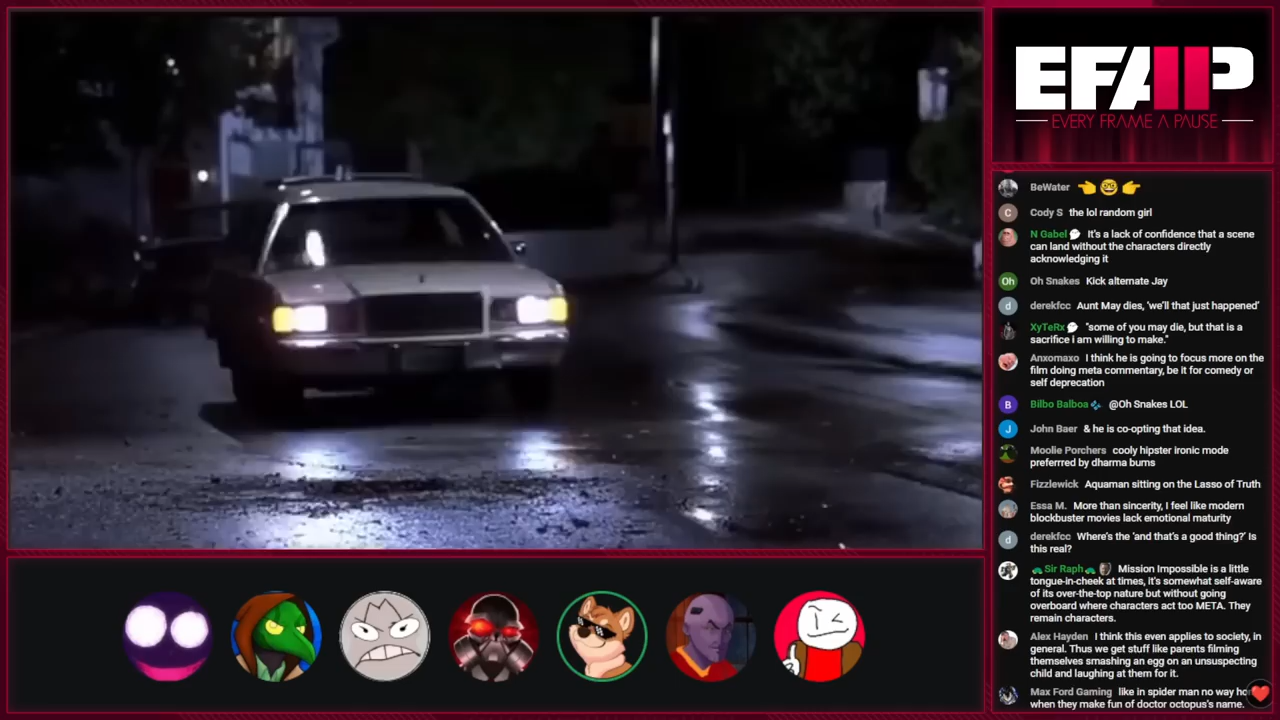 EFAP
EVERY FRAME A PAUSE
BeWater 👈🤓👉
Cody S the lol random girl
N Gabel It's a lack of confidence that a scene
can land without the characters directly
acknowledging it
Oh
Oh Snakes Kick alternate Jay
derekfcc Aunt May dies, 'we'll that just happened'
XyTeRx "some of you may die, but that is a
sacrifice i am willing to make."
Anxomaxo I think he is going to focus more on the
film doing meta commentary, be it for comedy or
self deprecation
Bilbo Balboa @Oh Snakes LOL
John Baer & he is co-opting that idea.
Moolie Porchers cooly hipster ironic mode
preferrred by dharma bums
Fizzlewick Aquaman sitting on the Lasso of Truth
Essa M. More than sincerity, I feel like modern
blockbuster movies lack emotional maturity
derekfcc Where's the 'and that's a good thing?' Is
this real?
Sir Raph Mission Impossible is a little
tongue-in-cheek at times, it's somewhat self-aware
of its over-the-top nature but without going
overboard where characters act too META. They
remain characters.
Alex Hayden I think this even applies to society, in
general. Thus we get stuff like parents filming
themselves smashing an egg on an unsuspecting
child and laughing at them for it.
Max Ford Gaming like in spider man no way
when they make fun of doctor octopus's name.